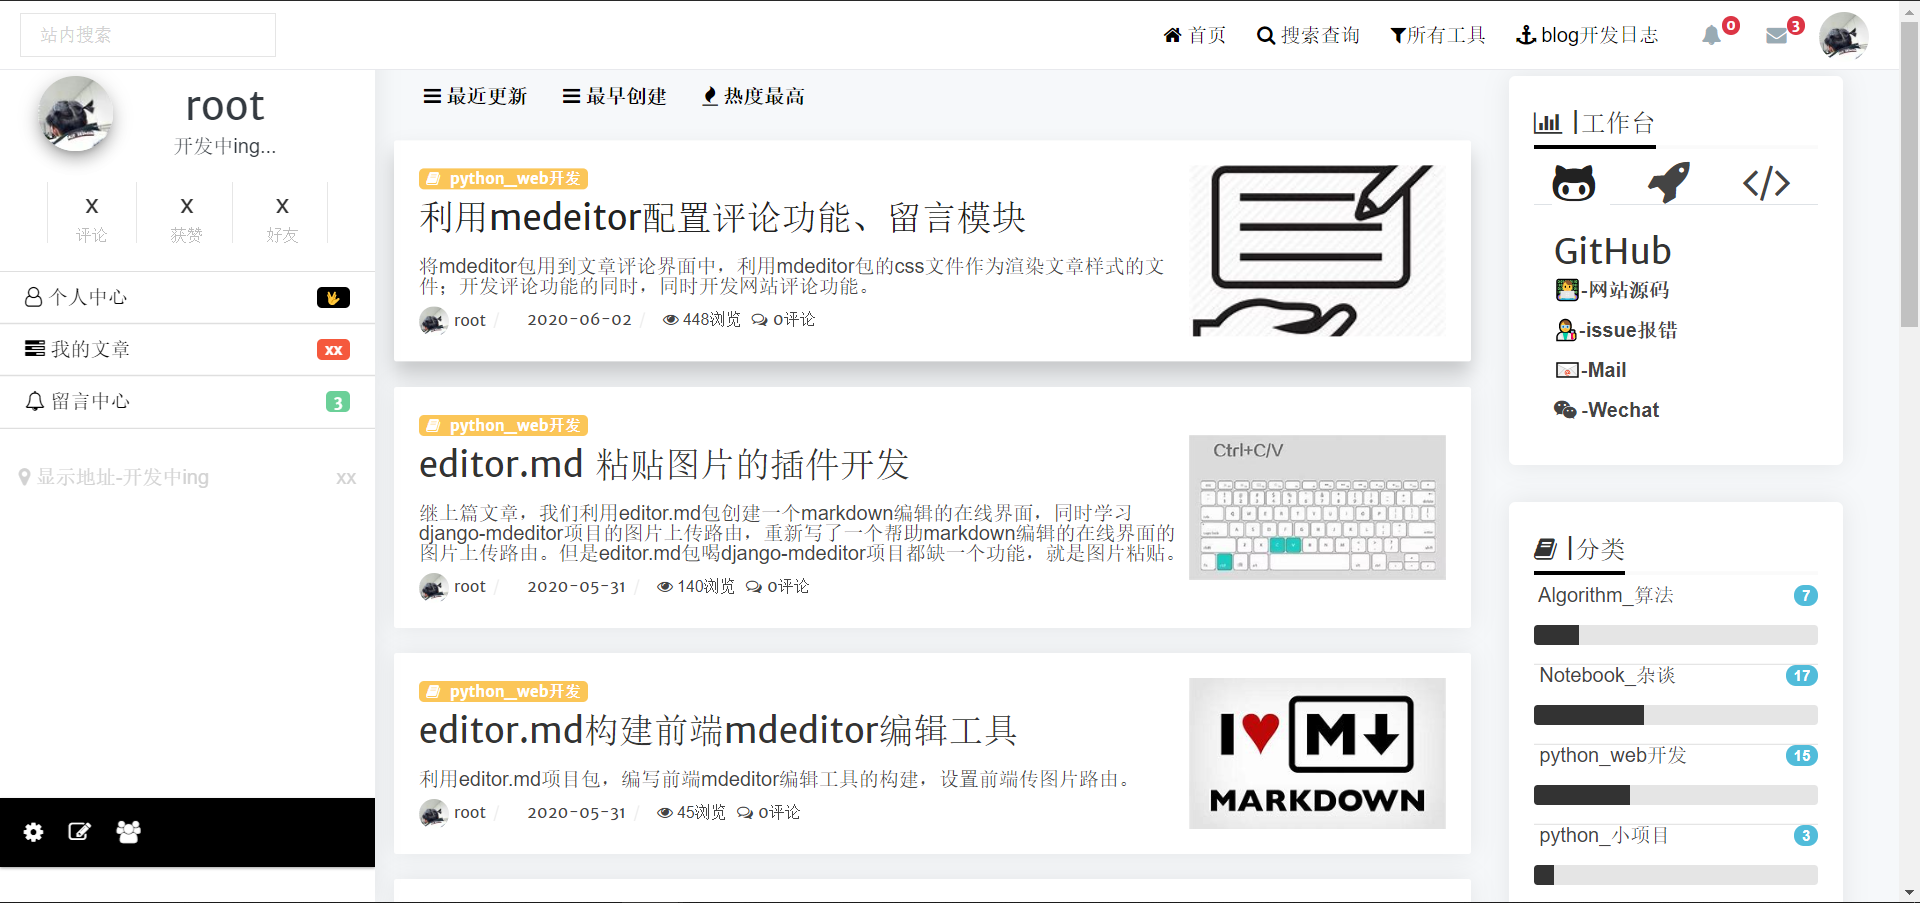 站内搜索
首页
搜索查询
所有工具
blog开发日志
0
3
root
开发中ing...
x
评论
x
获赞
x
好友
个人中心
我的文章
xx
留言中心
3
显示地址-开发中ing
xx
最近更新
最早创建
热度最高
python_web开发
利用medeitor配置评论功能、留言模块
将mdeditor包用到文章评论界面中，利用mdeditor包的css文件作为渲染文章样式的文
件；开发评论功能的同时，同时开发网站评论功能。
root / 2020-06-02 / 448浏览 0评论
python_web开发
editor.md 粘贴图片的插件开发
继上篇文章，我们利用editor.md包创建一个markdown编辑的在线界面，同时学习
django-mdeditor项目的图片上传路由，重新写了一个帮助markdown编辑的在线界面的
图片上传路由。但是editor.md包喝django-mdeditor项目都缺一个功能，就是图片粘贴。
root / 2020-05-31 / 140浏览 0评论
Ctrl+C/V
python_web开发
editor.md构建前端mdeditor编辑工具
利用editor.md项目包，编写前端mdeditor编辑工具的构建，设置前端传图片路由。
root / 2020-05-31 / 45浏览 0评论
I♥M↓
MARKDOWN
|工作台
</>
GitHub
-网站源码
-issue报错
-Mail
-Wechat
|分类
Algorithm_算法
7
Notebook_杂谈
17
python_web开发
15
python_小项目
3